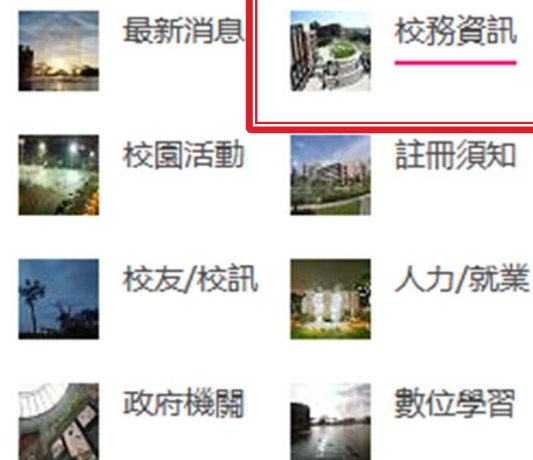 最新消息
校務資訊
校園活動
註冊須知
校友/校訊
人力/就業
政府機關
數位學習